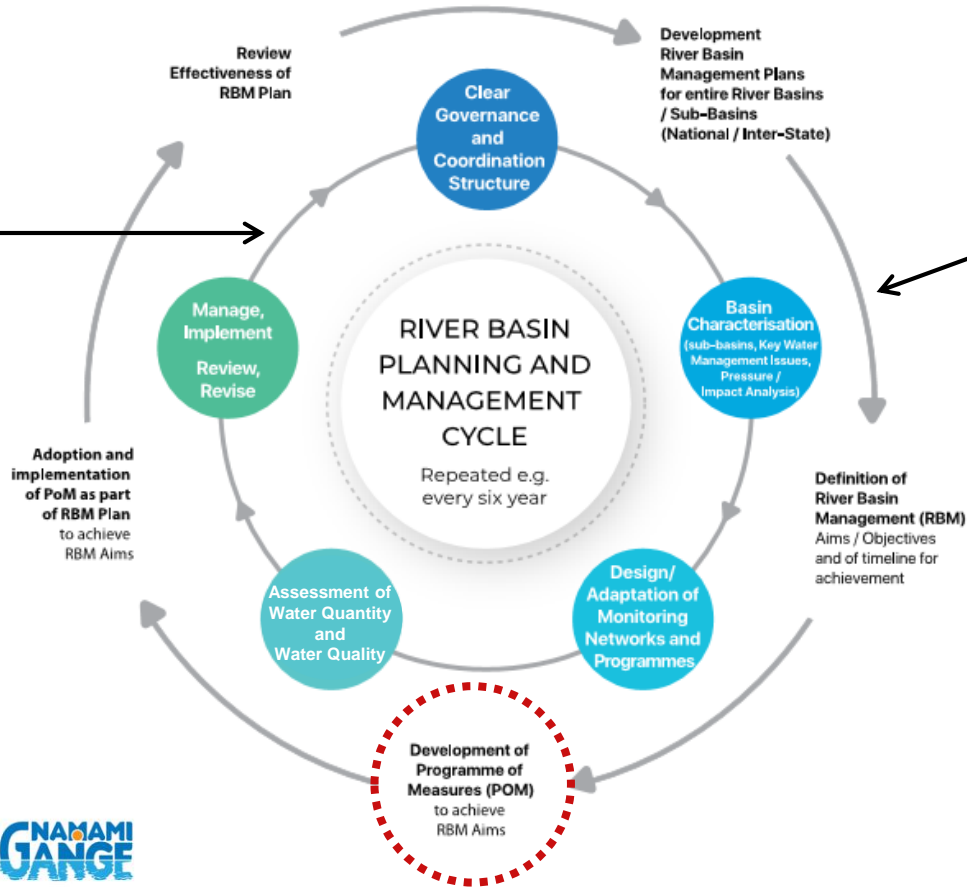 Review
Effectiveness of
RBM Plan
Development
River Basin
Management Plans
for entire River Basins
/ Sub-Basins
(National / Inter-State)
Clear
Governance
and
Coordination
Structure
Manage,
Implement
Review,
Revise
RIVER BASIN
PLANNING AND
MANAGEMENT
CYCLE
Repeated e.g.
every six year
Basin
Characterisation
(sub-basins, Key Water
Management Issues,
Pressure /
Impact Analysis)
Adoption and
implementation
of PoM as part
of RBM Plan
to achieve
RBM Aims
Definition of
River Basin
Management (RBM)
Aims / Objectives
and of timeline for
achievement
Assessment of
Water Quantity
and
Water Quality
Design/
Adaptation of
Monitoring
Networks and
Programmes
Development of
Programme of
Measures (POM)
to achieve
RBM Aims
NAMAMI
GANGE